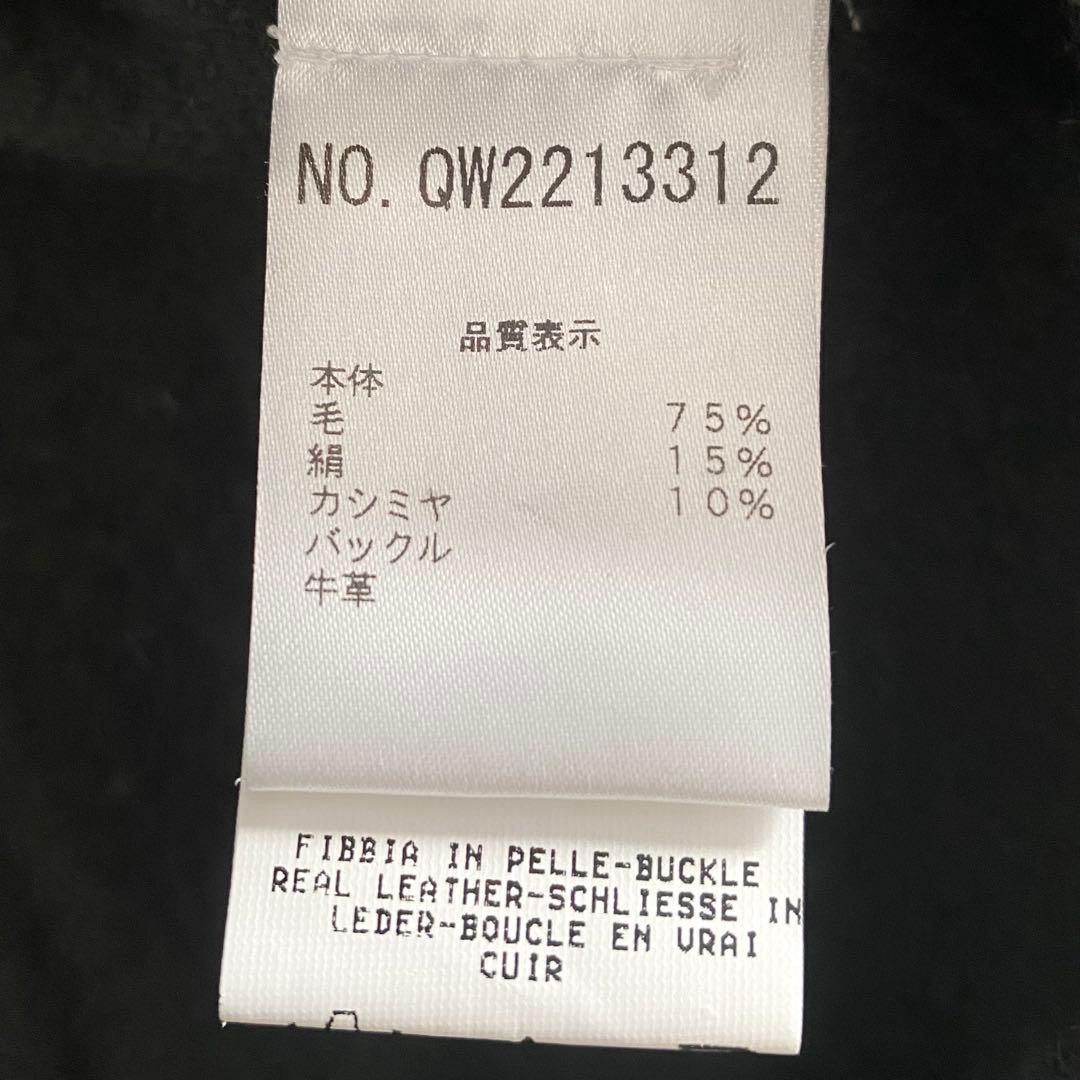 NO. QW2213312
品質表示
本体
毛 75%
絹 15%
カシミヤ 10%
バックル
牛革
FIBBIA IN PELLE-BUCKLE
REAL LEATHER-SCHLIESSE IN
LEDER-BOUCLE EN VRAI
CUIR